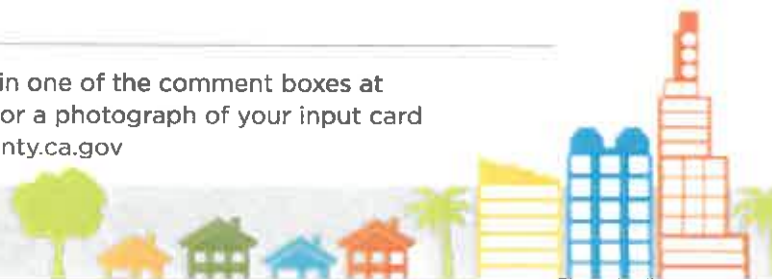 in one of the comment boxes at
or a photograph of your input card
nty.ca.gov